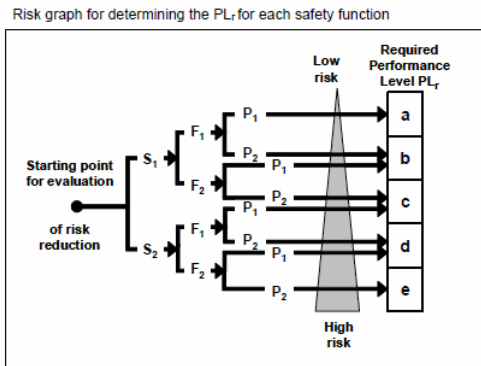 Risk graph for determining the PLr for each safety function
Low
risk
Required
Performance
Level PLr
Starting point
for evaluation
of risk
reduction
S1
F1
P1
P2
F2
P1
P2
S2
F1
P1
P2
F2
P1
P2
a
b
c
d
e
High
risk